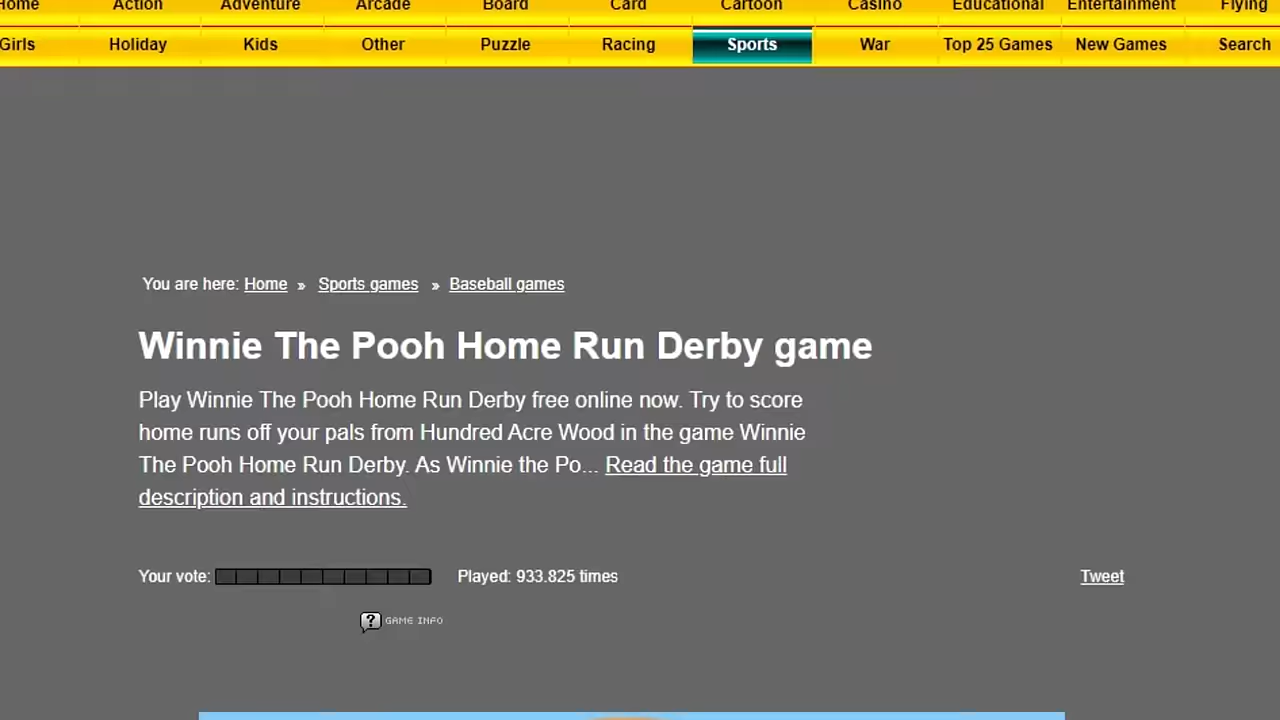 Home Action Adventure Arcade Board Card Cartoon Casino Educational Entertainment Flying
Girls Holiday Kids Other Puzzle Racing Sports War Top 25 Games New Games Search
You are here: Home » Sports games » Baseball games
Winnie The Pooh Home Run Derby game
Play Winnie The Pooh Home Run Derby free online now. Try to score
home runs off your pals from Hundred Acre Wood in the game Winnie
The Pooh Home Run Derby. As Winnie the Po... Read the game full
description and instructions.
Your vote: Played: 933.825 times Tweet
? GAME INFO